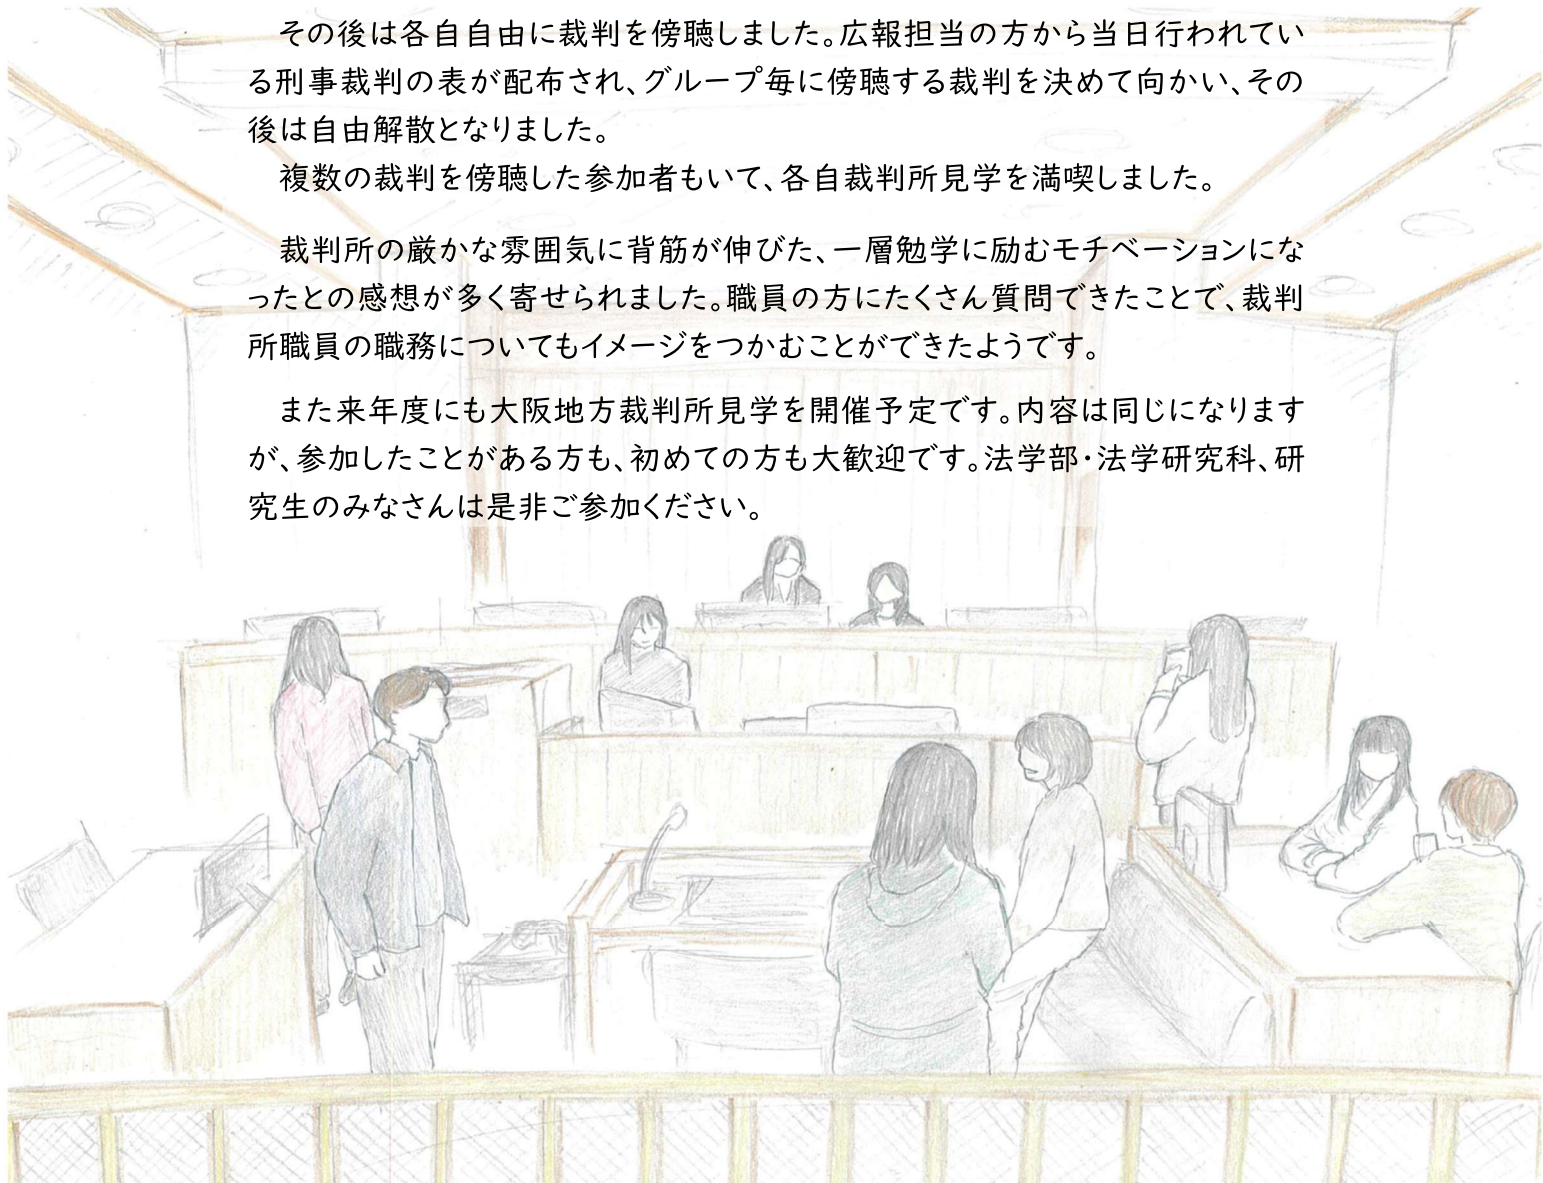 その後は各自自由に裁判を傍聴しました。広報担当の方から当日行われてい
る刑事裁判の表が配布され、グループ毎に傍聴する裁判を決めて向かい、その
後は自由解散となりました。
複数の裁判を傍聴した参加者もいて、各自裁判所見学を満喫しました。
裁判所の厳かな雰囲気に背筋が伸びた、一層勉学に励むモチベーションにな
ったとの感想が多く寄せられました。職員の方にたくさん質問できたことで、裁判
所職員の職務についてもイメージをつかむことができたようです。
また来年度にも大阪地方裁判所見学を開催予定です。内容は同じになります
が、参加したことがある方も、初めての方も大歓迎です。法学部・法学研究科、研
究生のみなさんは是非ご参加ください。